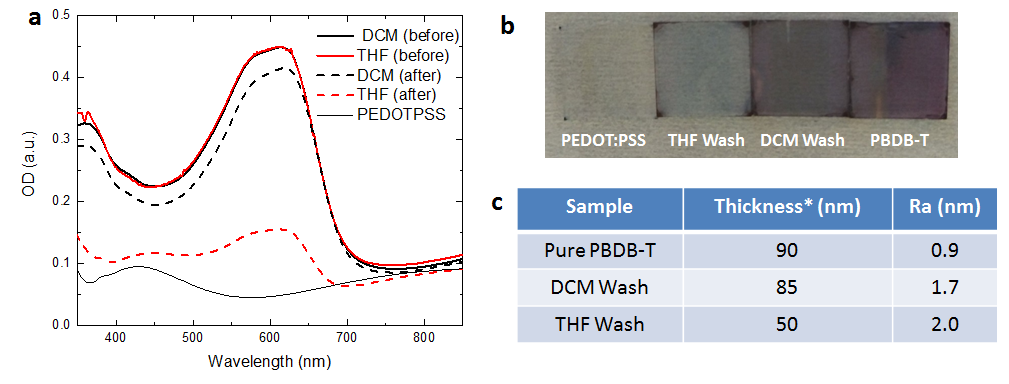 a
0.5
0.4
0.3
0.2
0.1
0.0
OD (a.u.)
400 500 600 700 800
Wavelength (nm)
DCM (before)
THF (before)
DCM (after)
THF (after)
PEDOTPSS
b
PEDOT:PSS THF Wash DCM Wash PBDB-T
c
Sample Thickness* (nm) Ra (nm)
Pure PBDB-T 90 0.9
DCM Wash 85 1.7
THF Wash 50 2.0